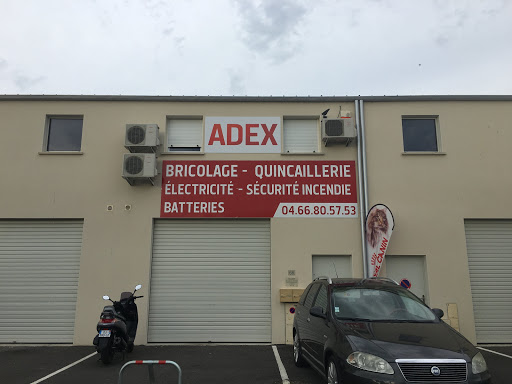 ADEX
BRICOLAGE - QUINCAILLERIE
ÉLECTRICITÉ - SÉCURITÉ INCENDIE
BATTERIES 04.66.80.57.53